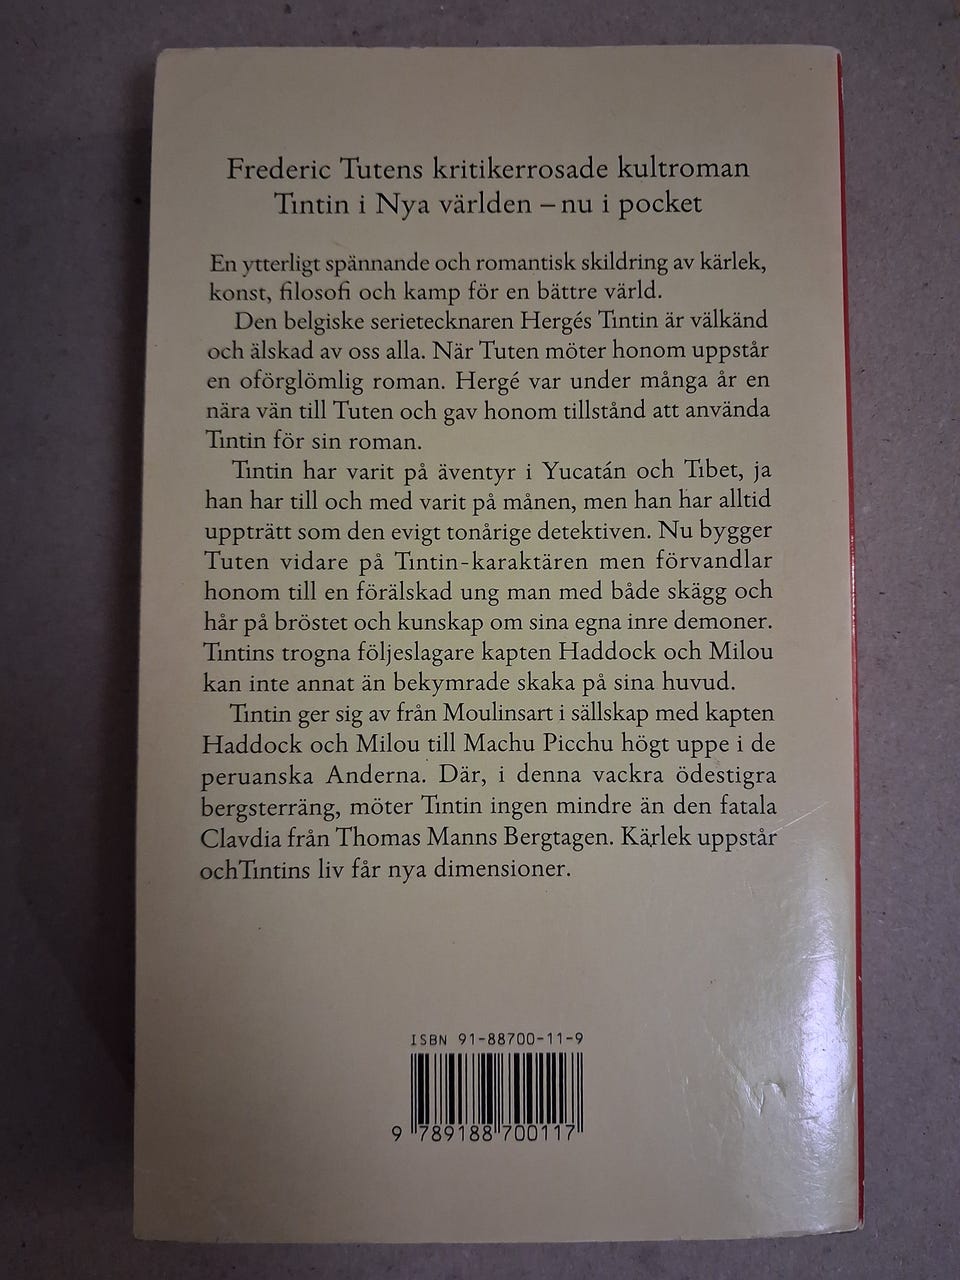 Frederic Tutens kritikerrosade kultroman
Tintin i Nya världen – nu i pocket
En ytterligt spännande och romantisk skildring av kärlek,
konst, filosofi och kamp för en bättre värld.
Den belgiske serietecknaren Hergés Tintin är välkänd
och älskad av oss alla. När Tuten möter honom uppstår
en oförglömlig roman. Hergé var under många år en
nära vän till Tuten och gav honom tillstånd att använda
Tintin för sin roman.
Tintin har varit på äventyr i Yucatán och Tibet, ja
han har till och med varit på månen, men han har alltid
uppträtt som den evigt tonårige detektiven. Nu bygger
Tuten vidare på Tintin-karaktären men förvandlar
honom till en förälskad ung man med både skägg och
hår på bröstet och kunskap om sina egna inre demoner.
Tintins trogna följeslagare kapten Haddock och Milou
kan inte annat än bekymrade skaka på sina huvud.
Tintin ger sig av från Moulinsart i sällskap med kapten
Haddock och Milou till Machu Picchu högt uppe i de
peruanska Anderna. Där, i denna vackra ödestigra
bergsterräng, möter Tintin ingen mindre än den fatala
Clavdia från Thomas Manns Bergtagen. Kärlek uppstår
ochTintins liv får nya dimensioner.
ISBN 91-88700-11-9
9 789188 700117